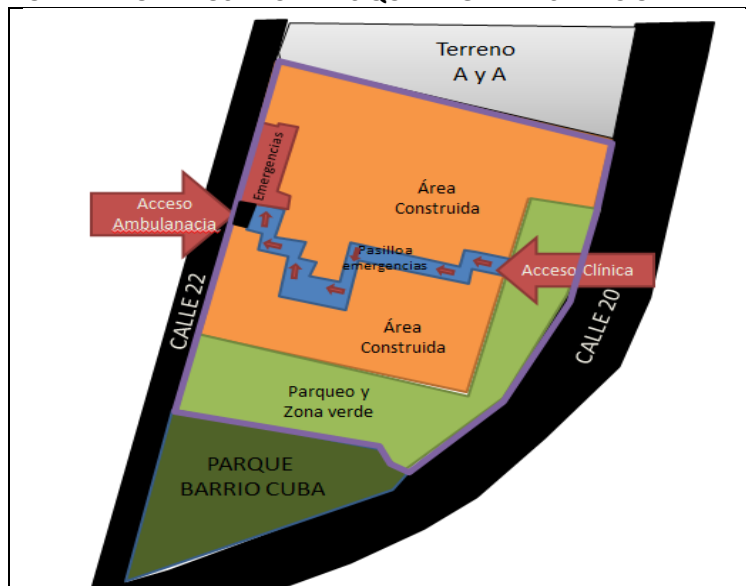 Terreno
A y A
Emergencias
Área
Construida
Acceso
Ambulanacia
Pasillo a
emergencias
Acceso Clínica
CALLE 22
CALLE 20
Área
Construida
Parqueo y
Zona verde
PARQUE
BARRIO CUBA